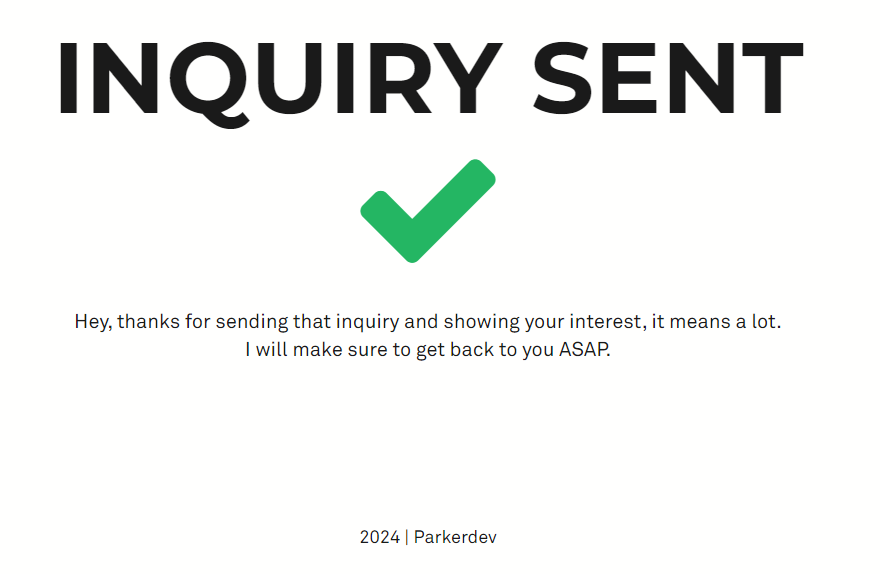 INQUIRY SENT
Hey, thanks for sending that inquiry and showing your interest, it means a lot.
I will make sure to get back to you ASAP.
2024 | Parkerdev